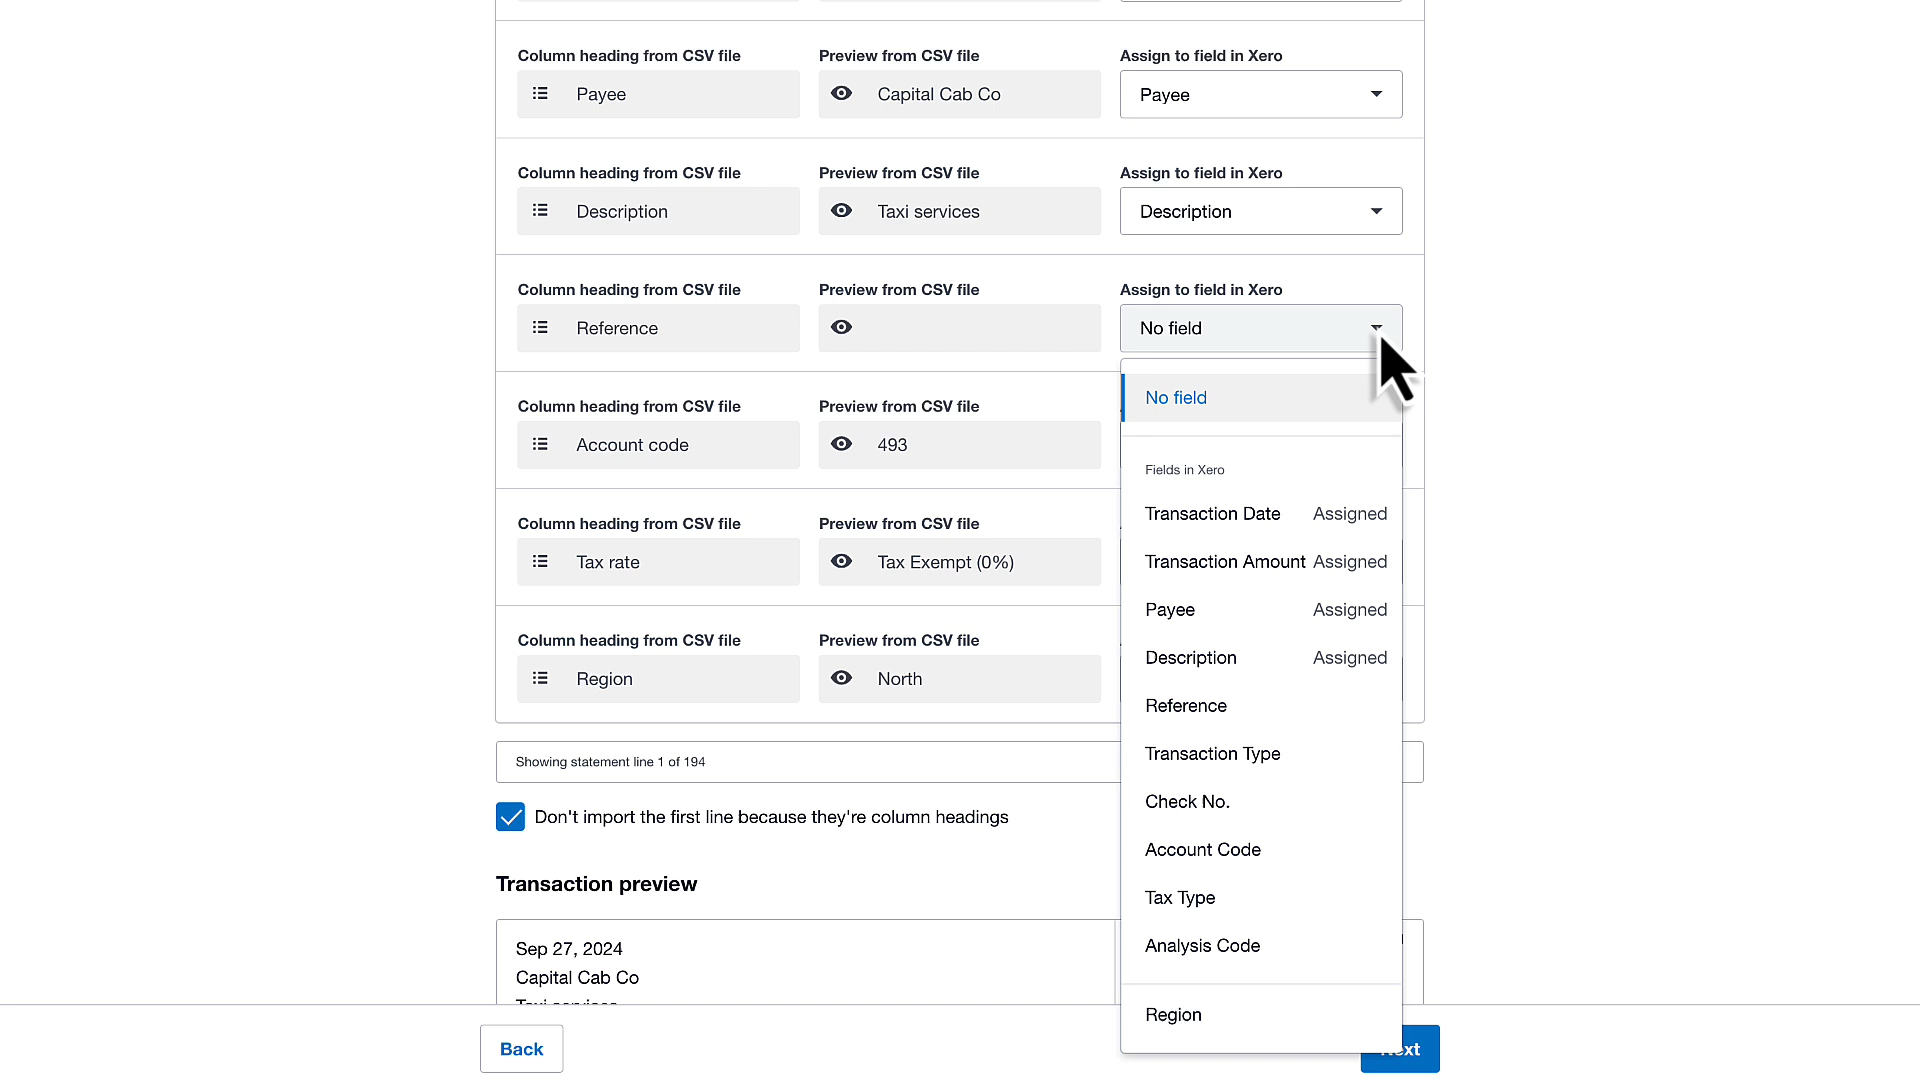 Column heading from CSV file Preview from CSV file Assign to field in Xero
Payee Capital Cab Co Payee
Column heading from CSV file Preview from CSV file Assign to field in Xero
Description Taxi services Description
Column heading from CSV file Preview from CSV file Assign to field in Xero
Reference No field
No field
Column heading from CSV file Preview from CSV file
Account code 493
Fields in Xero
Transaction Date Assigned
Column heading from CSV file Preview from CSV file
Tax rate Tax Exempt (0%)
Transaction Amount Assigned
Payee Assigned
Column heading from CSV file Preview from CSV file
Description Assigned
Region North
Reference
Transaction Type
Showing statement line 1 of 194
Check No.
Don't import the first line because they're column headings
Account Code
Transaction preview
Tax Type
Analysis Code
Sep 27, 2024
Capital Cab Co
Taxi services
Region
Back Next